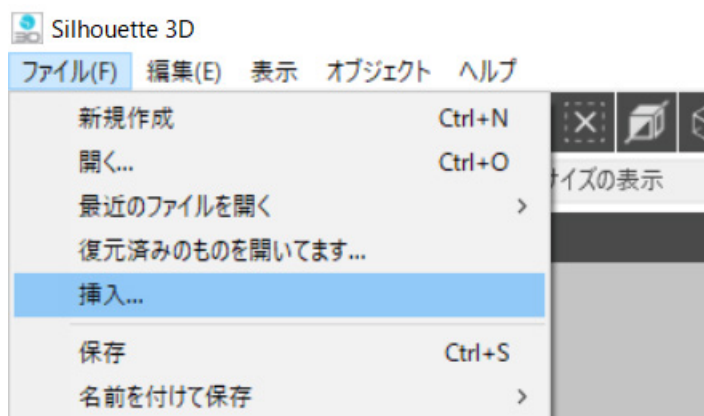 Silhouette 3D
ファイル(F) 編集(E) 表示 オブジェクト ヘルプ
新規作成 Ctrl+N
開く... Ctrl+O
最近のファイルを開く >
復元済みのものを開いてます...
挿入...
保存 Ctrl+S
名前を付けて保存 >
サイズの表示